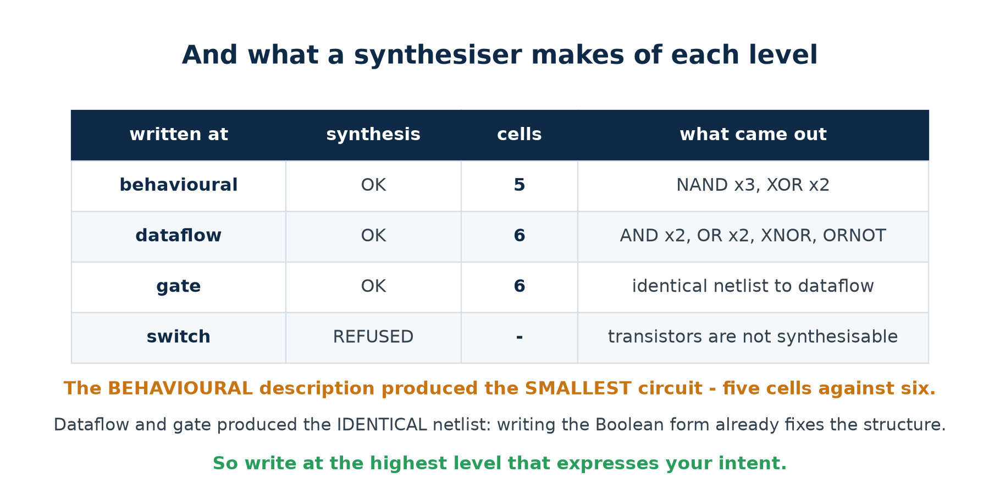 And what a synthesiser makes of each level
written at synthesis cells what came out
behavioural OK 5 NAND x3, XOR x2
dataflow OK 6 AND x2, OR x2, XNOR, ORNOT
gate OK 6 identical netlist to dataflow
switch REFUSED - transistors are not synthesisable
The BEHAVIOURAL description produced the SMALLEST circuit - five cells against six.
Dataflow and gate produced the IDENTICAL netlist: writing the Boolean form already fixes the structure.
So write at the highest level that expresses your intent.